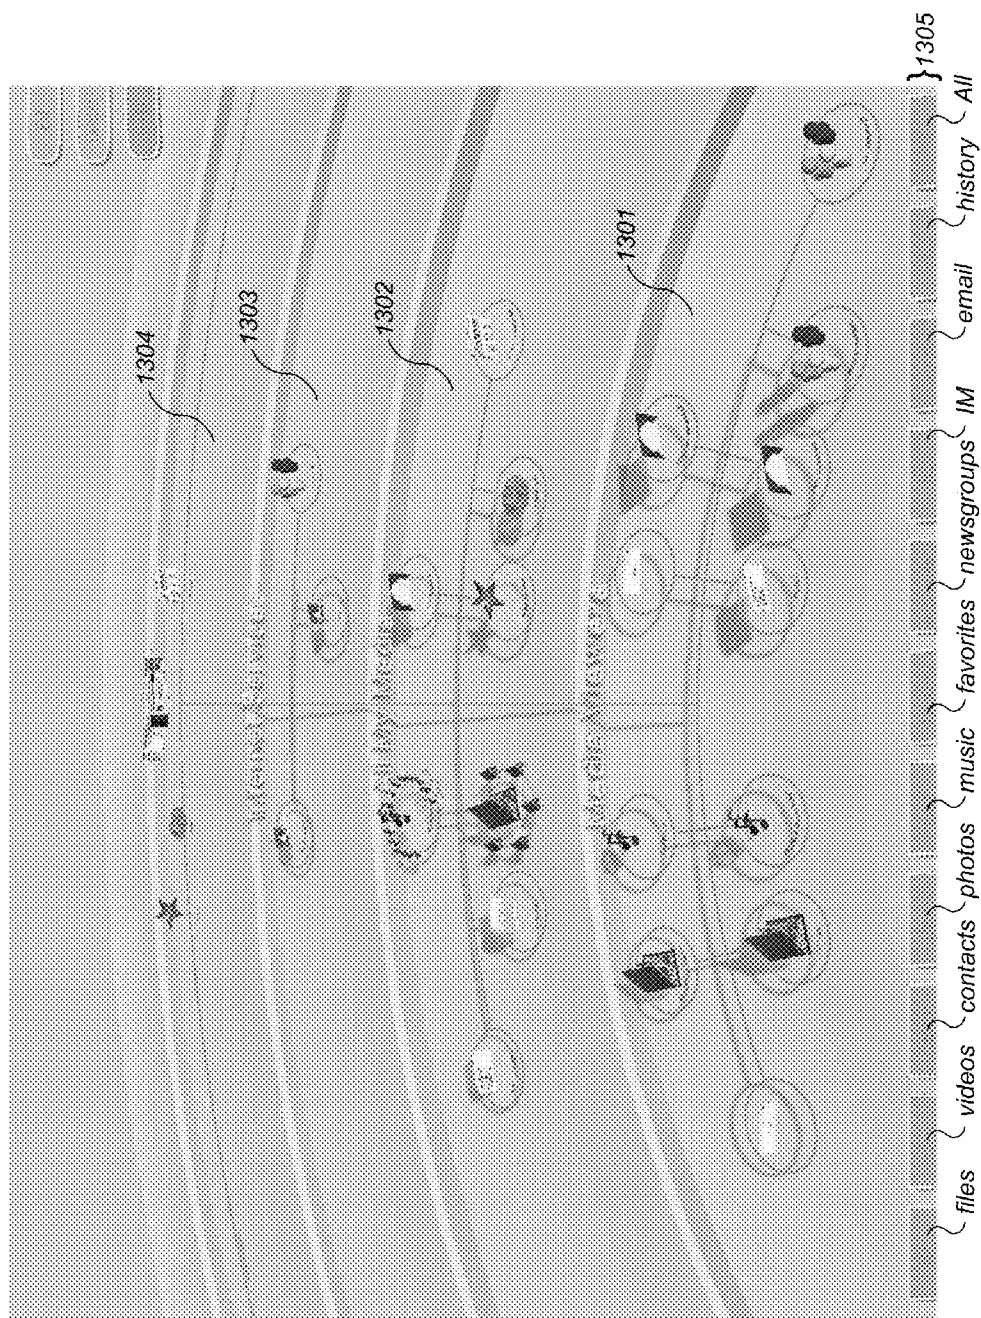 1304
1303
1302
1301
1305
files
videos
contacts
photos
music
favorites
newsgroups
IM
email
history
All